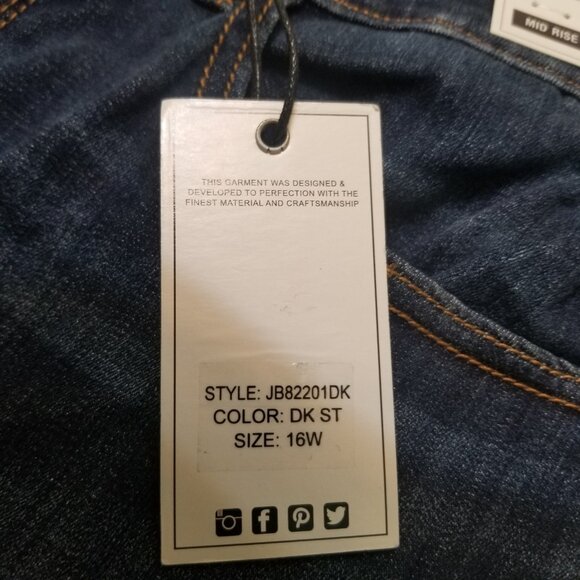 MID RISE
THIS GARMENT WAS DESIGNED &
DEVELOPED TO PERFECTION WITH THE
FINEST MATERIAL AND CRAFTSMANSHIP
STYLE: JB82201DK
COLOR: DK ST
SIZE: 16W